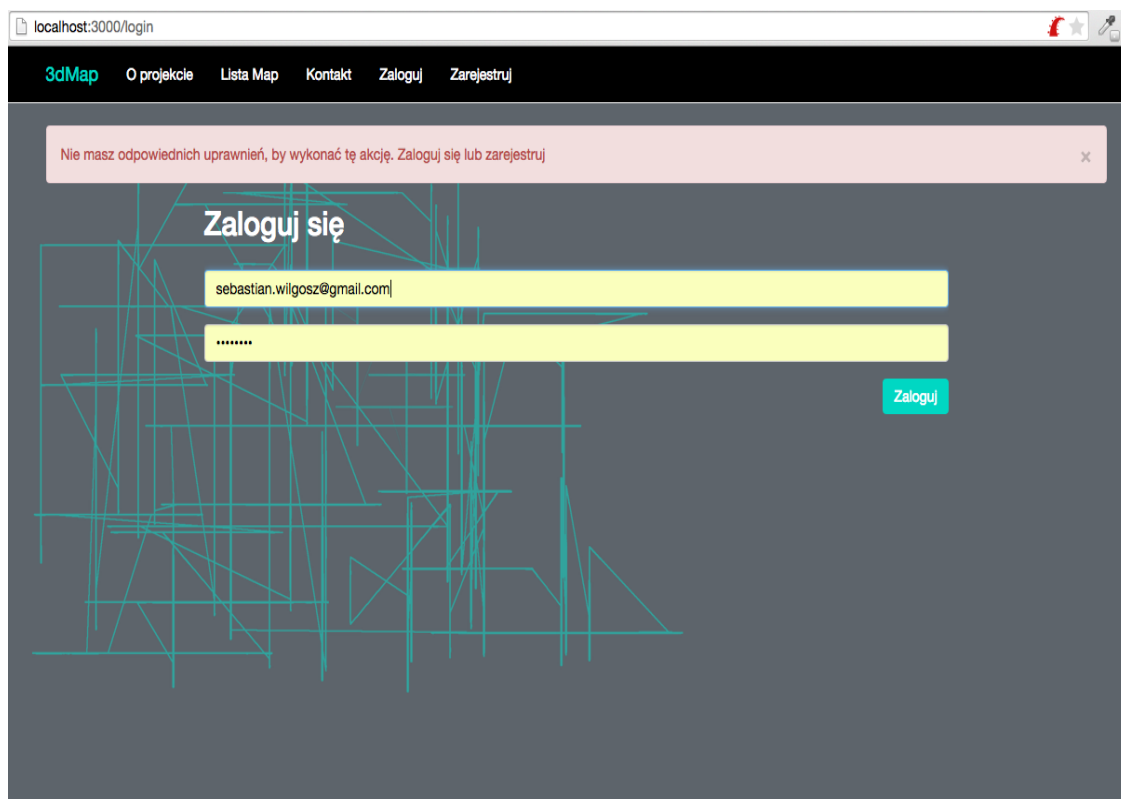 localhost:3000/login
3dMap O projekcie Lista Map Kontakt Zaloguj Zarejestruj
Nie masz odpowiednich uprawnień, by wykonać tę akcję. Zaloguj się lub zarejestruj ×
Zaloguj się
sebastian.wilgosz@gmail.com
••••••••
Zaloguj